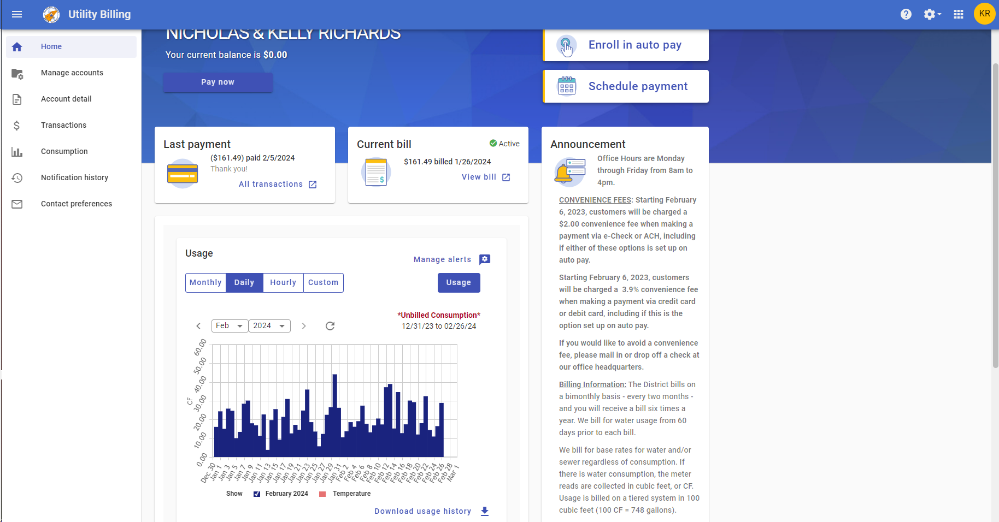 Utility Billing
KR
Home
Manage accounts
Account detail
Transactions
Consumption
Notification history
Contact preferences
NICHOLAS & KELLY RICHARDS
Your current balance is $0.00
Pay now
Enroll in auto pay
Schedule payment
Last payment
($161.49) paid 2/5/2024
Thank you!
All transactions
Current bill
Active
$161.49 billed 1/26/2024
View bill
Usage
Manage alerts
Monthly Daily Hourly Custom
Usage
*Unbilled Consumption*
12/31/23 to 02/26/24
Feb 2024
60.00
50.00
40.00
30.00
20.00
10.00
0.00
CF
Dec 30
Jan 1
Jan 3
Jan 5
Jan 7
Jan 9
Jan 11
Jan 13
Jan 15
Jan 17
Jan 19
Jan 21
Jan 23
Jan 25
Jan 27
Jan 29
Jan 31
Feb 2
Feb 4
Feb 6
Feb 8
Feb 10
Feb 12
Feb 14
Feb 16
Feb 18
Feb 20
Feb 22
Feb 24
Feb 26
Feb 28
Mar 1
Show February 2024 Temperature
Download usage history
Announcement
Office Hours are Monday
through Friday from 8am to
4pm.
CONVENIENCE FEES: Starting February
6, 2023, customers will be charged a
$2.00 convenience fee when making a
payment via e-Check or ACH, including
if either of these options is set up on
auto pay.
Starting February 6, 2023, customers
will be charged a 3.9% convenience fee
when making a payment via credit card
or debit card, including if this is the
option set up on auto pay.
If you would like to avoid a convenience
fee, please mail in or drop off a check at
our office headquarters.
Billing Information: The District bills on
a bimonthly basis - every two months -
and you will receive a bill six times a
year. We bill for water usage from 60
days prior to each bill.
We bill for base rates for water and/or
sewer regardless of consumption. If
there is water consumption, the meter
reads are collected in cubic feet, or CF.
Usage is billed on a tiered system in 100
cubic feet (100 CF = 748 gallons).